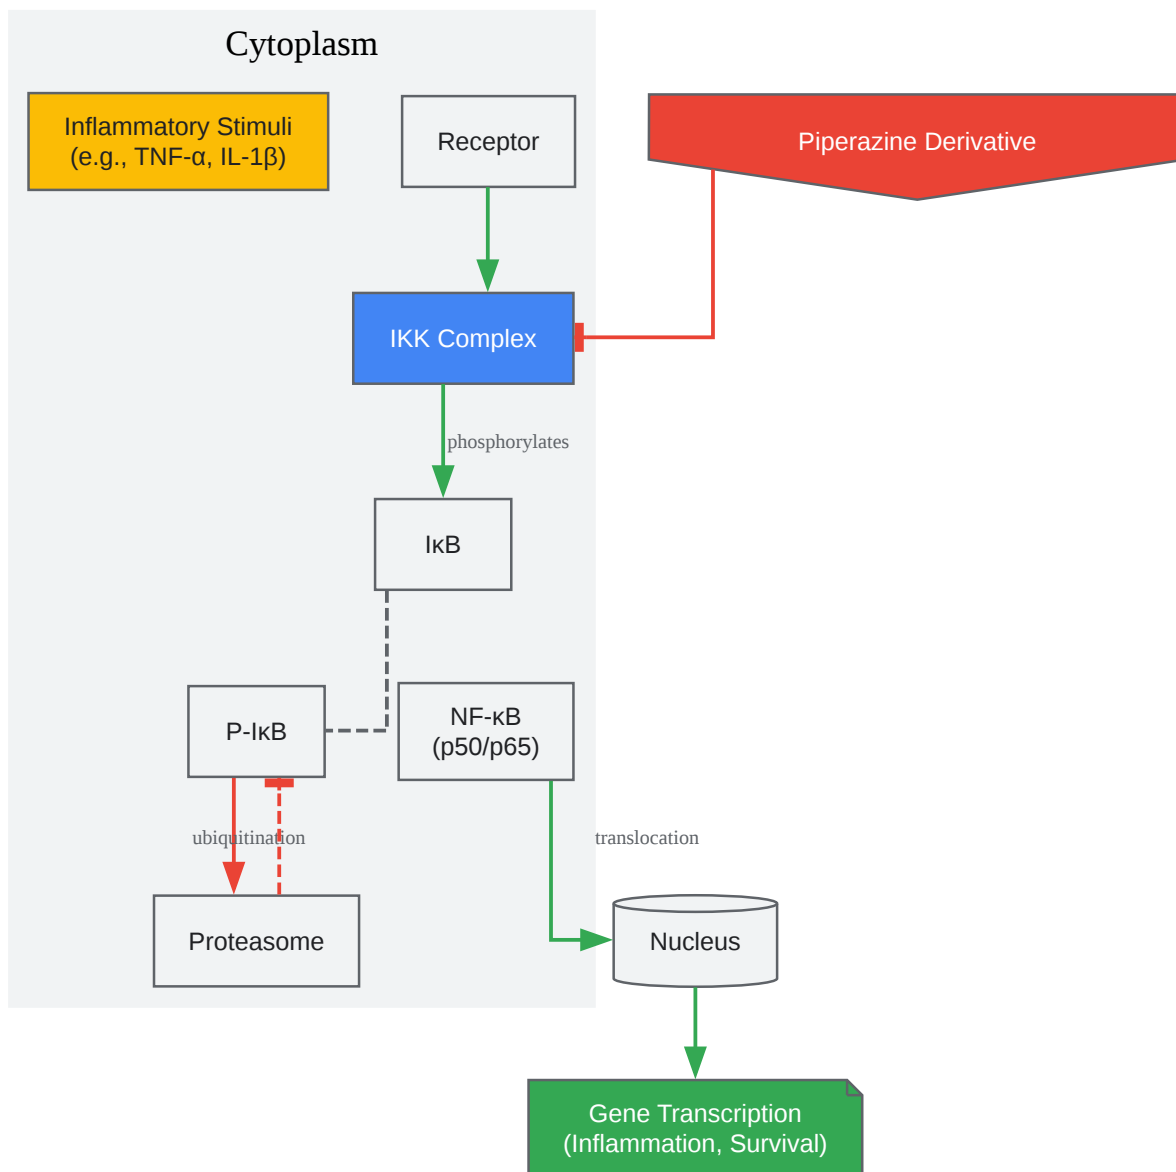 Cytoplasm
Inflammatory Stimuli
(e.g., TNF-α, IL-1β)
Receptor
Piperazine Derivative
IKK Complex
phosphorylates
IκB
P-IκB
NF-κB
(p50/p65)
ubiquitination
translocation
Proteasome
Nucleus
Gene Transcription
(Inflammation, Survival)